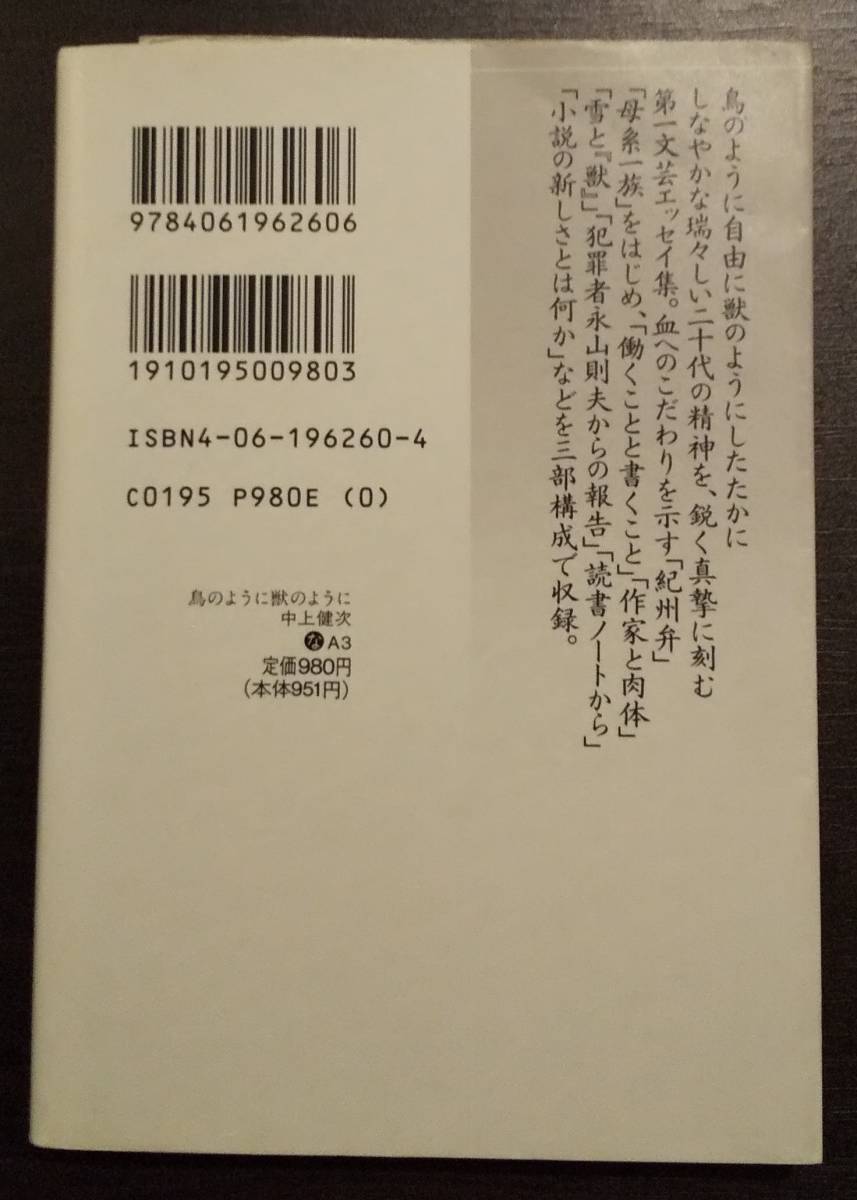 鳥のように自由に獣のようにしたたかに
しなやかな瑞々しい二十代の精神を、鋭く真摯に刻む
第一文芸エッセイ集。血へのこだわりを示す「紀州弁」
「母系一族」をはじめ、「働くことと書くこと」「作家と肉体」
「雪と『獣』」「犯罪者永山則夫からの報告」「読書ノートから」
「小説の新しさとは何か」などを三部構成で収録。
9784061962606
1910195009803
ISBN4-06-196260-4
C0195 P980E (0)
鳥のように獣のように
中上健次
なA3
定価980円
(本体951円)